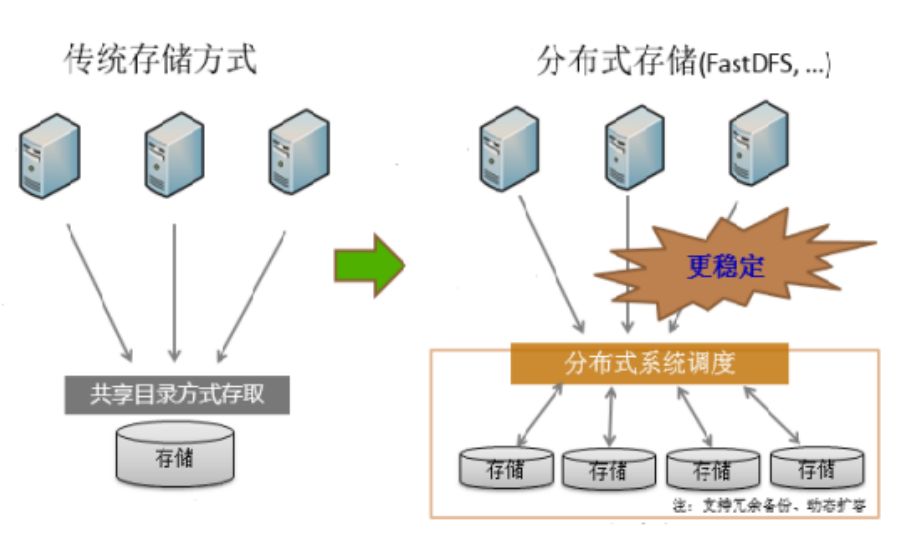 传统存储方式
分布式存储(FastDFS, ...)
更稳定
共享目录方式存取
存储
分布式系统调度
存储
存储
存储
存储
注：支持冗余备份、动态扩容